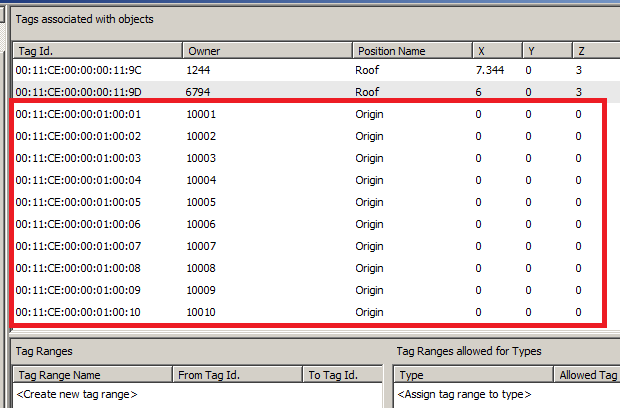 Tags associated with objects
Tag Id. Owner Position Name X Y Z
00:11:CE:00:00:00:11:9C 1244 Roof 7.344 0 3
00:11:CE:00:00:00:11:9D 6794 Roof 6 0 3
00:11:CE:00:00:01:00:01 10001 Origin 0 0 0
00:11:CE:00:00:01:00:02 10002 Origin 0 0 0
00:11:CE:00:00:01:00:03 10003 Origin 0 0 0
00:11:CE:00:00:01:00:04 10004 Origin 0 0 0
00:11:CE:00:00:01:00:05 10005 Origin 0 0 0
00:11:CE:00:00:01:00:06 10006 Origin 0 0 0
00:11:CE:00:00:01:00:07 10007 Origin 0 0 0
00:11:CE:00:00:01:00:08 10008 Origin 0 0 0
00:11:CE:00:00:01:00:09 10009 Origin 0 0 0
00:11:CE:00:00:01:00:10 10010 Origin 0 0 0
Tag Ranges Tag Ranges allowed for Types
Tag Range Name From Tag Id. To Tag Id. Type Allowed Tag
<Create new tag range> <Assign tag range to type>